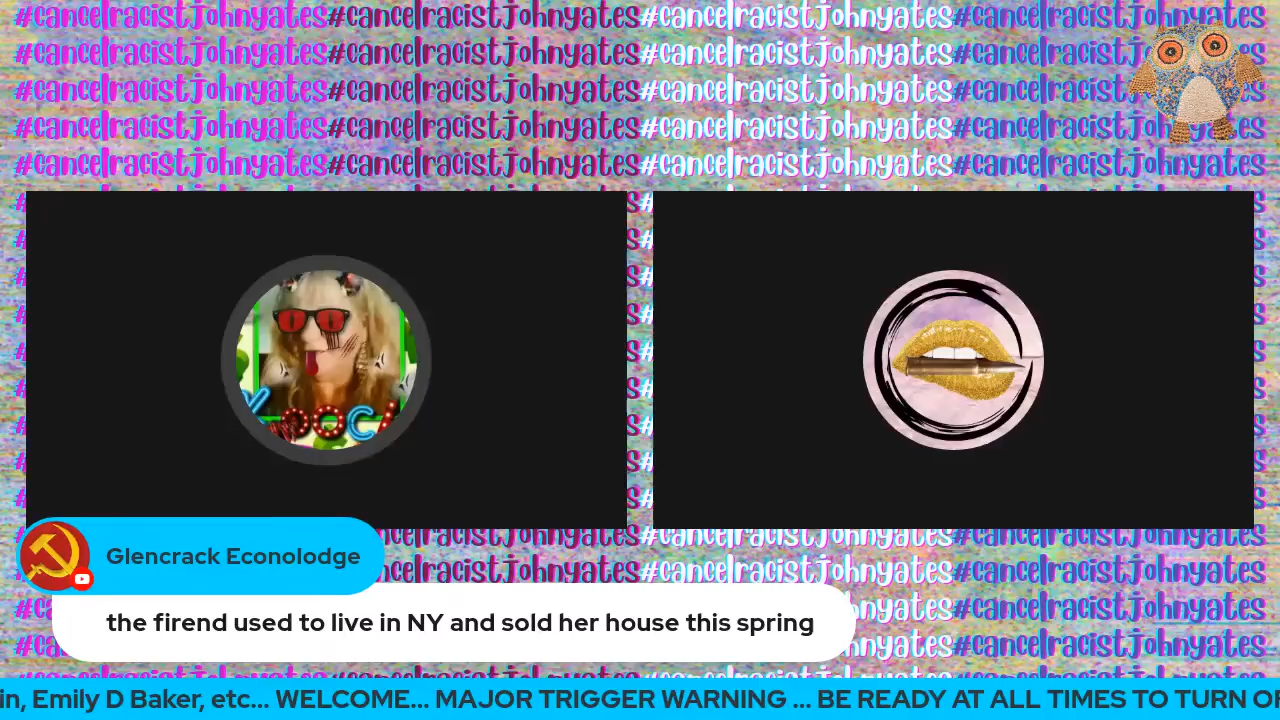 #cancelracistjohnyates#cancelracistjohnyates#cancelracistjohnyates#cancelracistjohnyates
#cancelracistjohnyates#cancelracistjohnyates#cancelracistjohnyates#cancelracistjohnyates
#cancelracistjohnyates#cancelracistjohnyates#cancelracistjohnyates#cancelracistjohnyates
#cancelracistjohnyates#cancelracistjohnyates#cancelracistjohnyates#cancelracistjohnyates
#cancelracistjohnyates#cancelracistjohnyates#cancelracistjohnyates#cancelracistjohnyates
Glencrack Econolodge
the firend used to live in NY and sold her house this spring
in, Emily D Baker, etc... WELCOME... MAJOR TRIGGER WARNING ... BE READY AT ALL TIMES TO TURN OF